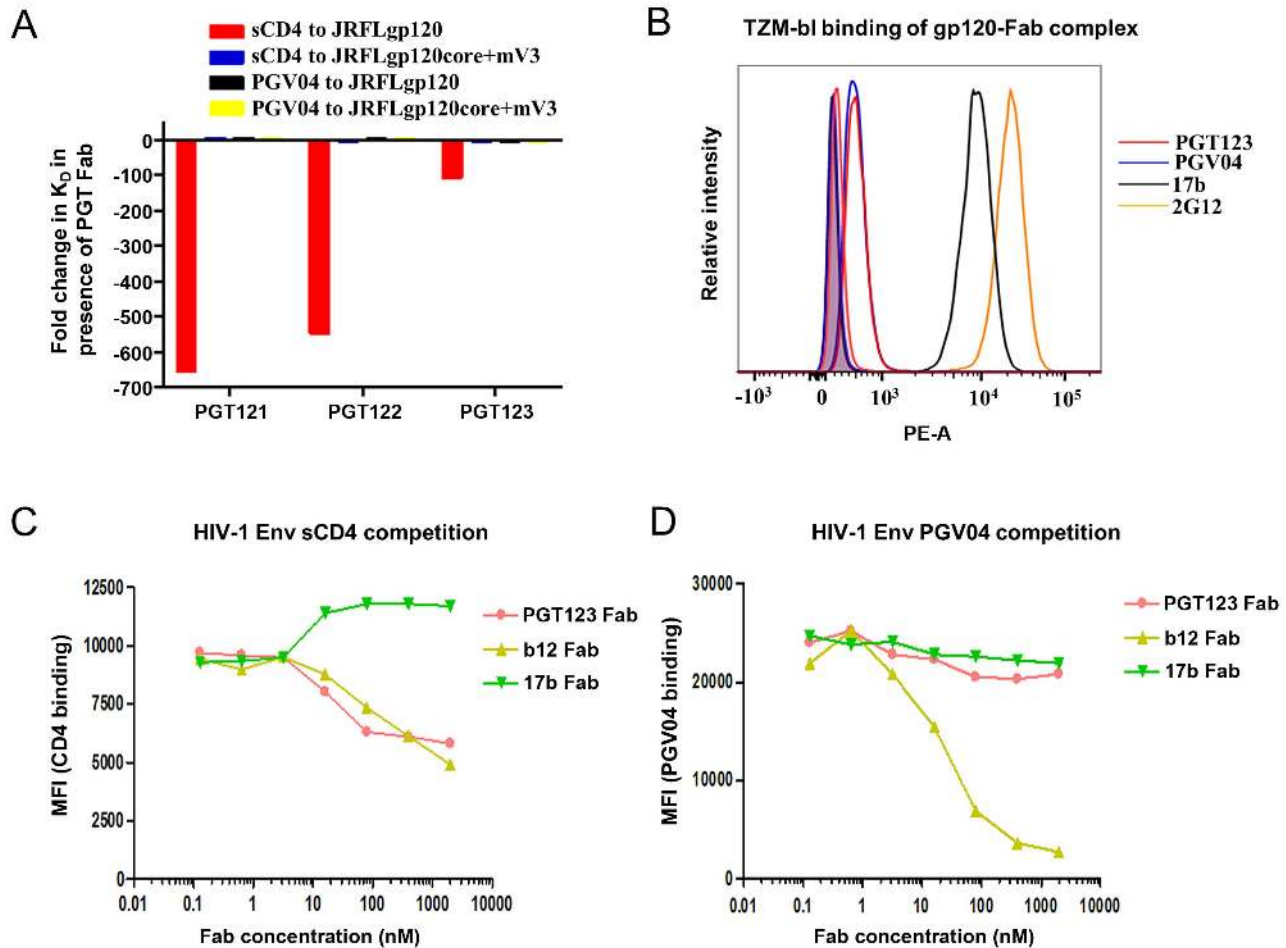 A
sCD4 to JRFLgp120
sCD4 to JRFLgp120core+mV3
PGV04 to JRFLgp120
PGV04 to JRFLgp120core+mV3
Fold change in KD in
presence of PGT Fab
0
-100
-200
-300
-400
-500
-600
-700
PGT121 PGT122 PGT123
B
TZM-bl binding of gp120-Fab complex
Relative intensity
PGT123
PGV04
17b
2G12
-10³ 0 10³ 10⁴ 10⁵
PE-A
C
HIV-1 Env sCD4 competition
MFI (CD4 binding)
12500
10000
7500
5000
2500
0
PGT123 Fab
b12 Fab
17b Fab
0.01 0.1 1 10 100 1000 10000
Fab concentration (nM)
D
HIV-1 Env PGV04 competition
MFI (PGV04 binding)
30000
20000
10000
0
PGT123 Fab
b12 Fab
17b Fab
0.01 0.1 1 10 100 1000 10000
Fab concentration (nM)